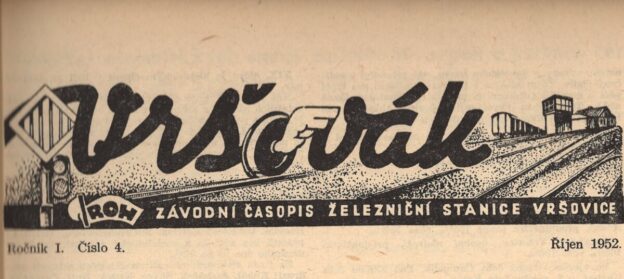 Vršovák
ROH ZÁVODNÍ ČASOPIS ŽELEZNIČNÍ STANICE VRŠOVICE
Ročník I. Číslo 4. Říjen 1952.